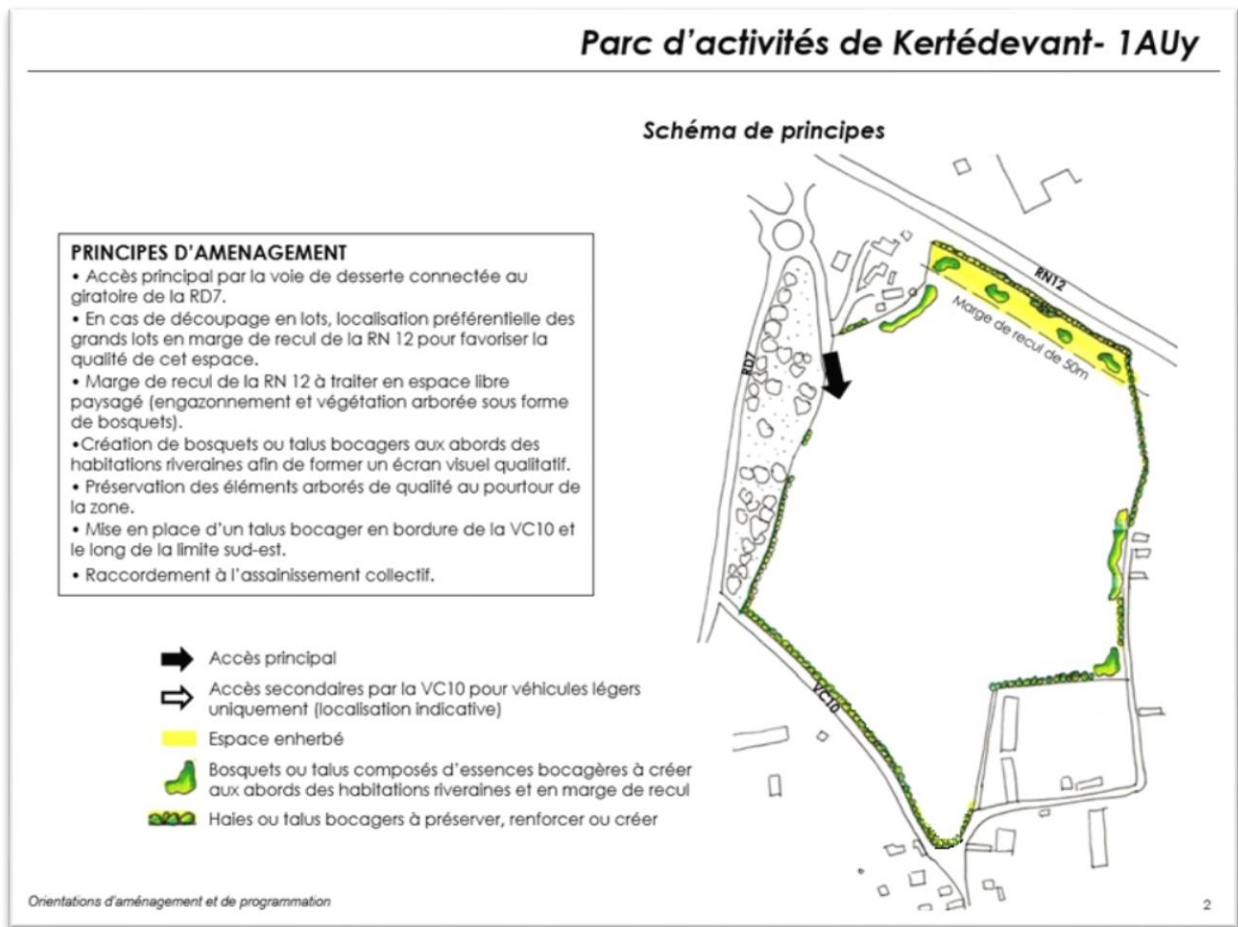 Parc d'activités de Kertédevant- 1AUy
Schéma de principes
PRINCIPES D'AMENAGEMENT
• Accès principal par la voie de desserte connectée au
giratoire de la RD7.
• En cas de découpage en lots, localisation préférentielle des
grands lots en marge de recul de la RN 12 pour favoriser la
qualité de cet espace.
• Marge de recul de la RN 12 à traiter en espace libre
paysagé (engazonnement et végétation arborée sous forme
de bosquets).
•Création de bosquets ou talus bocagers aux abords des
habitations riveraines afin de former un écran visuel qualitatif.
• Préservation des éléments arborés de qualité au pourtour de
la zone.
• Mise en place d'un talus bocager en bordure de la VC10 et
le long de la limite sud-est.
• Raccordement à l'assainissement collectif.
RN12
Marge de recul de 50m
RD7
VC10
Accès principal
Accès secondaires par la VC10 pour véhicules légers
uniquement (localisation indicative)
Espace enherbé
Bosquets ou talus composés d'essences bocagères à créer
aux abords des habitations riveraines et en marge de recul
Haies ou talus bocagers à préserver, renforcer ou créer
Orientations d'aménagement et de programmation
2